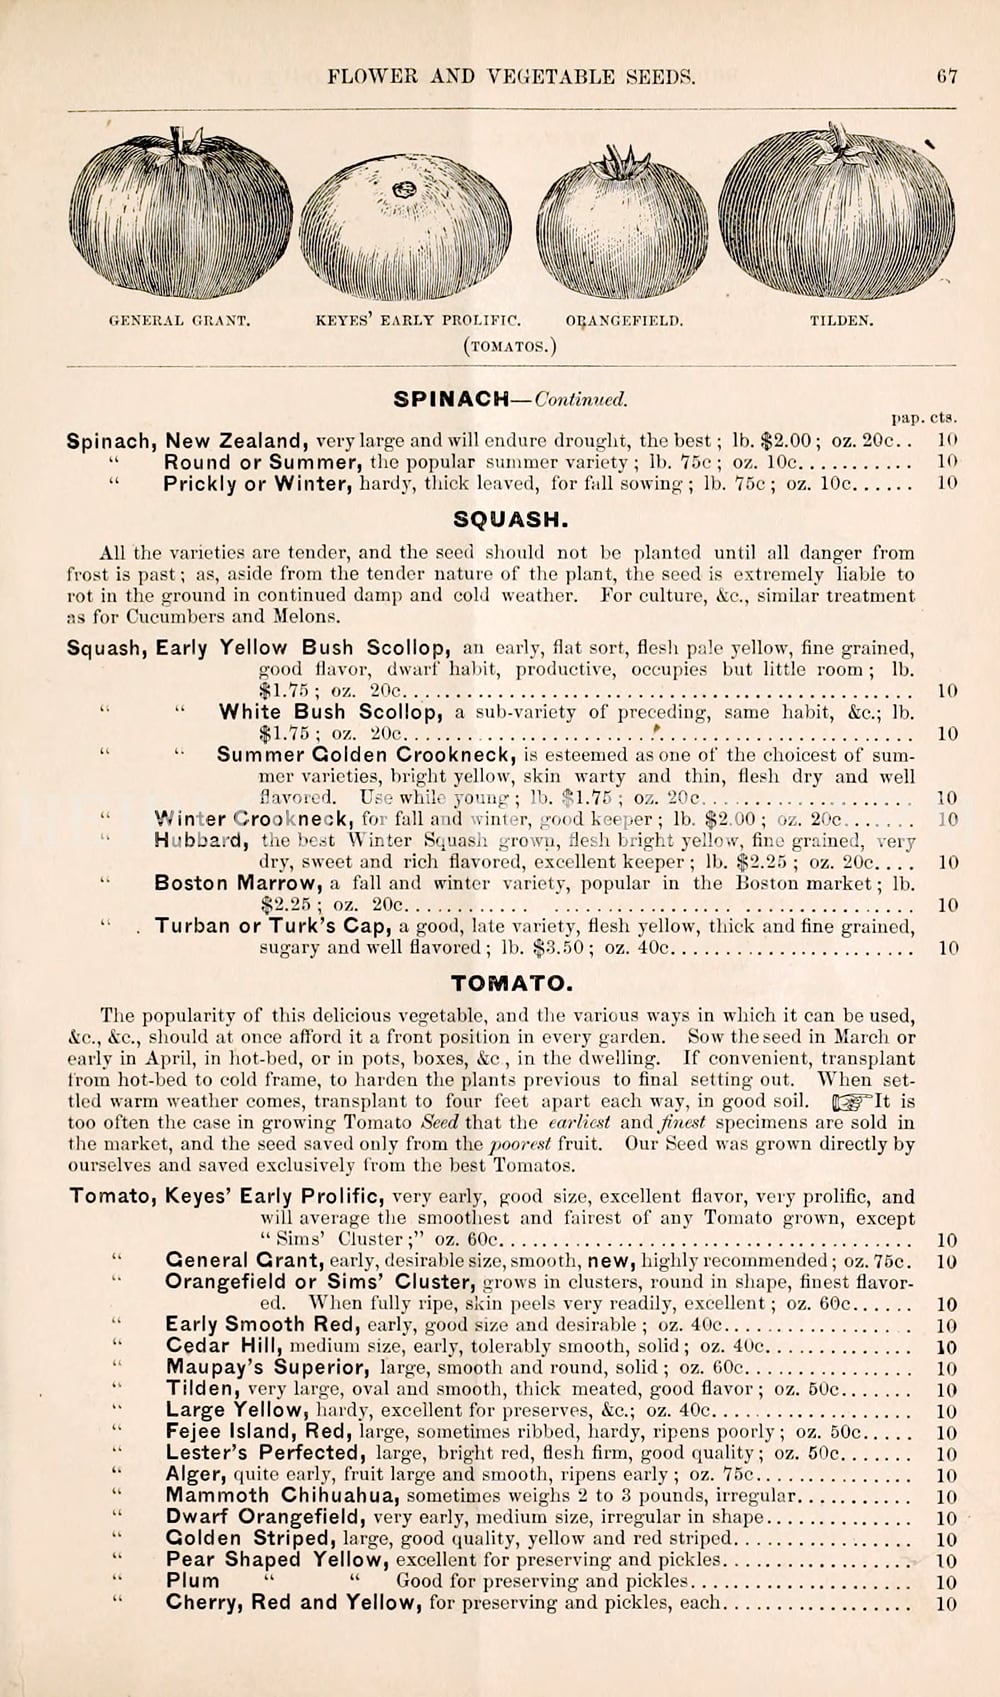 FLOWER AND VEGETABLE SEEDS. 67
GENERAL GRANT. KEYES' EARLY PROLIFIC. ORANGEFIELD. TILDEN.
(TOMATOS.)
SPINACH—Continued.
pap. cts.
Spinach, New Zealand, very large and will endure drought, the best; lb. $2.00; oz. 20c.. 10
" Round or Summer, the popular summer variety; lb. 75c; oz. 10c........... 10
" Prickly or Winter, hardy, thick leaved, for fall sowing; lb. 75c; oz. 10c...... 10
SQUASH.
All the varieties are tender, and the seed should not be planted until all danger from
frost is past; as, aside from the tender nature of the plant, the seed is extremely liable to
rot in the ground in continued damp and cold weather. For culture, &c., similar treatment
as for Cucumbers and Melons.
Squash, Early Yellow Bush Scollop, an early, flat sort, flesh pale yellow, fine grained,
good flavor, dwarf habit, productive, occupies but little room; lb.
$1.75; oz. 20c................................................ 10
" " White Bush Scollop, a sub-variety of preceding, same habit, &c.; lb.
$1.75; oz. 20c................................................ 10
" " Summer Golden Crookneck, is esteemed as one of the choicest of sum-
mer varieties, bright yellow, skin warty and thin, flesh dry and well
flavored. Use while young; lb. $1.75; oz. 20c.................... 10
" Winter Crookneck, for fall and winter, good keeper; lb. $2.00; oz. 20c....... 10
" Hubbard, the best Winter Squash grown, flesh bright yellow, fine grained, very
dry, sweet and rich flavored, excellent keeper; lb. $2.25; oz. 20c.... 10
" Boston Marrow, a fall and winter variety, popular in the Boston market; lb.
$2.25; oz. 20c............................................... 10
" Turban or Turk's Cap, a good, late variety, flesh yellow, thick and fine grained,
sugary and well flavored; lb. $3.50; oz. 40c....................... 10
TOMATO.
The popularity of this delicious vegetable, and the various ways in which it can be used,
&c., &c., should at once afford it a front position in every garden. Sow the seed in March or
early in April, in hot-bed, or in pots, boxes, &c., in the dwelling. If convenient, transplant
from hot-bed to cold frame, to harden the plants previous to final setting out. When set-
tled warm weather comes, transplant to four feet apart each way, in good soil. ☞It is
too often the case in growing Tomato Seed that the earliest and finest specimens are sold in
the market, and the seed saved only from the poorest fruit. Our Seed was grown directly by
ourselves and saved exclusively from the best Tomatos.
Tomato, Keyes' Early Prolific, very early, good size, excellent flavor, very prolific, and
will average the smoothest and fairest of any Tomato grown, except
"Sims' Cluster;" oz. 60c....................................... 10
" General Grant, early, desirable size, smooth, new, highly recommended; oz. 75c. 10
" Orangefield or Sims' Cluster, grows in clusters, round in shape, finest flavor-
ed. When fully ripe, skin peels very readily, excellent; oz. 60c...... 10
" Early Smooth Red, early, good size and desirable; oz. 40c.................. 10
" Cedar Hill, medium size, early, tolerably smooth, solid; oz. 40c.............. 10
" Maupay's Superior, large, smooth and round, solid; oz. 60c................ 10
" Tilden, very large, oval and smooth, thick meated, good flavor; oz. 50c....... 10
" Large Yellow, hardy, excellent for preserves, &c.; oz. 40c................... 10
" Fejee Island, Red, large, sometimes ribbed, hardy, ripens poorly; oz. 50c..... 10
" Lester's Perfected, large, bright red, flesh firm, good quality; oz. 50c....... 10
" Alger, quite early, fruit large and smooth, ripens early; oz. 75c............... 10
" Mammoth Chihuahua, sometimes weighs 2 to 3 pounds, irregular........... 10
" Dwarf Orangefield, very early, medium size, irregular in shape.............. 10
" Golden Striped, large, good quality, yellow and red striped................. 10
" Pear Shaped Yellow, excellent for preserving and pickles.................. 10
" Plum " " Good for preserving and pickles..................... 10
" Cherry, Red and Yellow, for preserving and pickles, each.................. 10